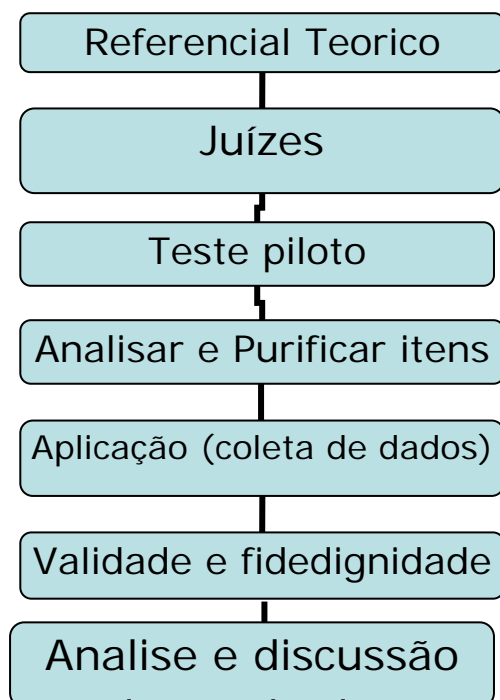 Referencial Teorico
Juízes
Teste piloto
Analisar e Purificar itens
Aplicação (coleta de dados)
Validade e fidedignidade
Analise e discussão